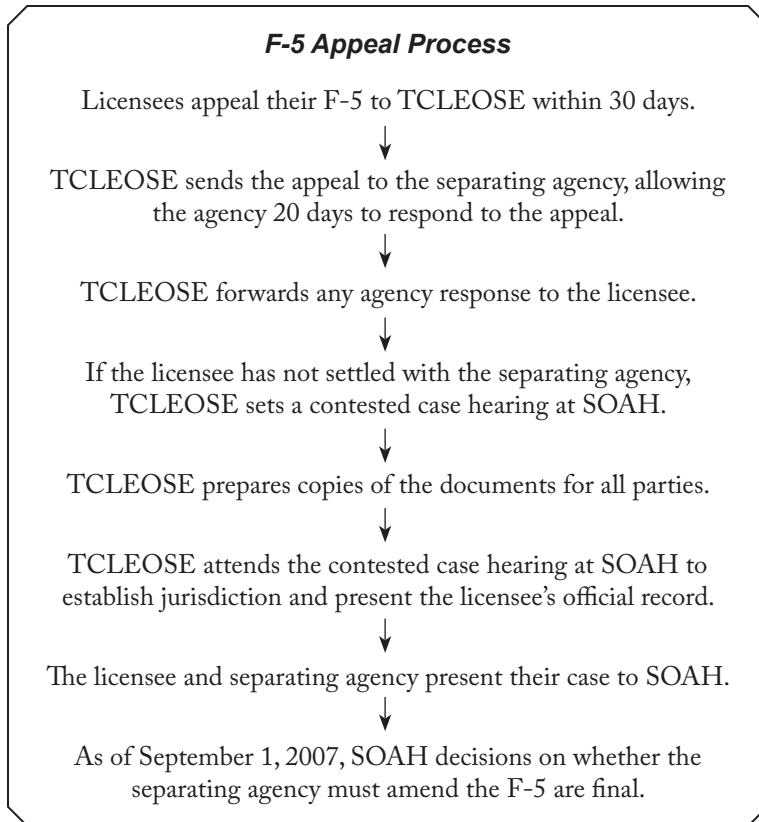 F-5 Appeal Process
Licensees appeal their F-5 to TCLEOSE within 30 days.
TCLEOSE sends the appeal to the separating agency, allowing
the agency 20 days to respond to the appeal.
TCLEOSE forwards any agency response to the licensee.
If the licensee has not settled with the separating agency,
TCLEOSE sets a contested case hearing at SOAH.
TCLEOSE prepares copies of the documents for all parties.
TCLEOSE attends the contested case hearing at SOAH to
establish jurisdiction and present the licensee's official record.
The licensee and separating agency present their case to SOAH.
As of September 1, 2007, SOAH decisions on whether the
separating agency must amend the F-5 are final.